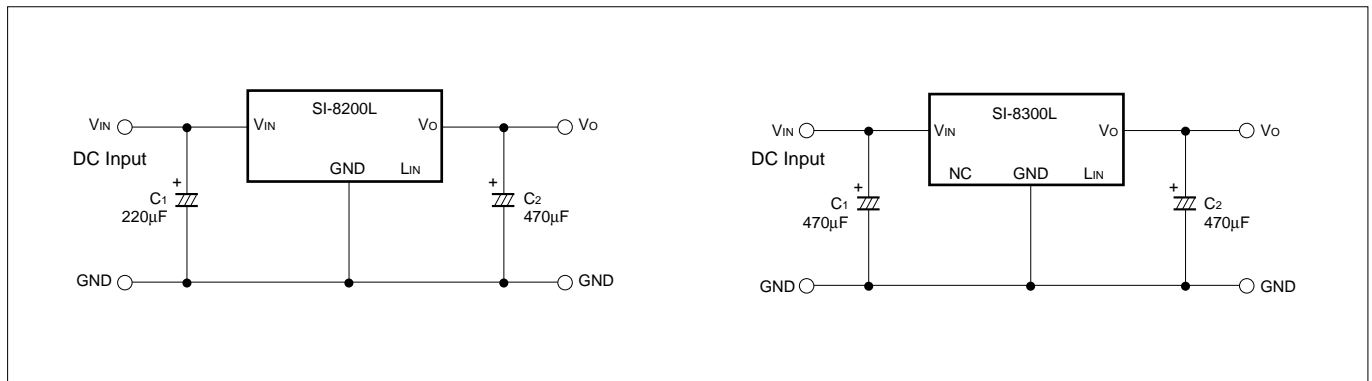 SI-8200L
VIN
VIN
VO
VO
DC Input
GND
LIN
+
C1
220µF
+
C2
470µF
GND
GND
SI-8300L
VIN
VIN
VO
VO
DC Input
NC
GND
LIN
+
C1
470µF
+
C2
470µF
GND
GND